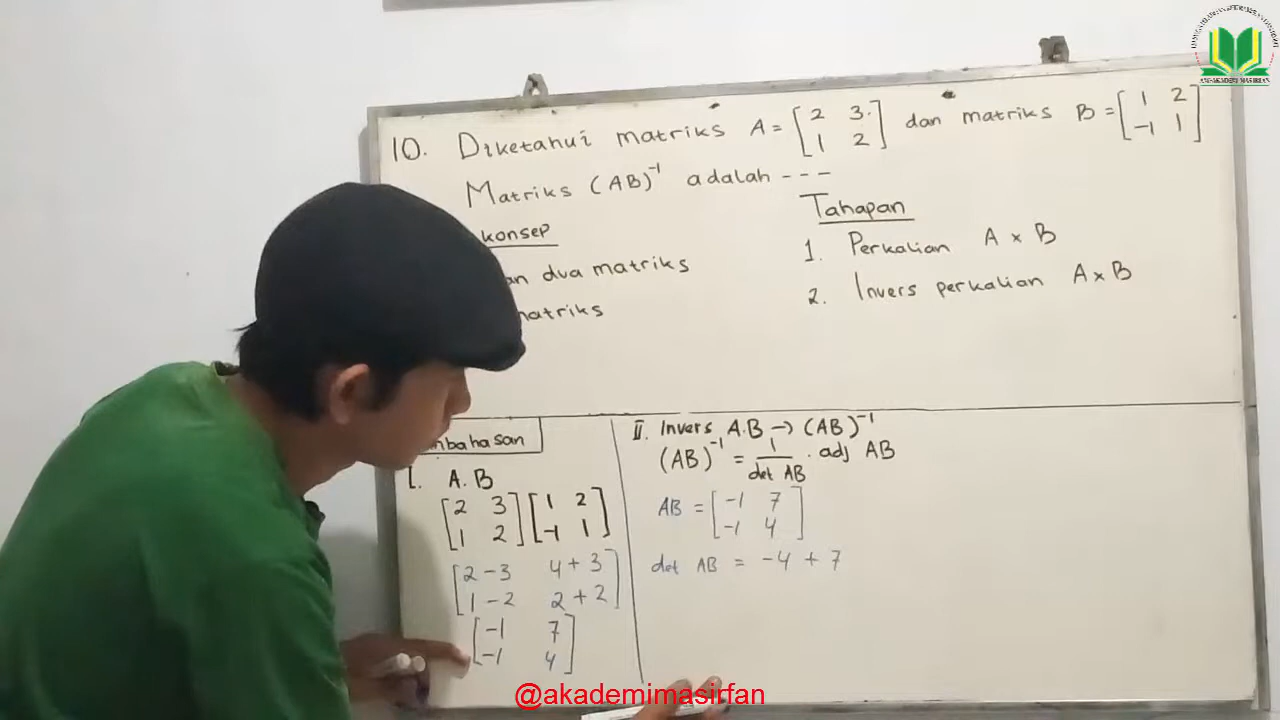 10. Diketahui matriks A = [2 3 1 2] dan matriks B = [1 2 -1 1]
Matriks (AB)⁻¹ adalah ---
konsep
dua matriks
matriks
Tahapan
1. Perkalian A x B
2. Invers perkalian A x B
I. A.B
[2 3 1 2] [1 2 -1 1]
[2-3 4+3
1-2 2+2]
[-1 7
-1 4]
II. Invers A.B → (AB)⁻¹
(AB)⁻¹ = 1/det AB . adj AB
AB = [-1 7
-1 4]
det AB = -4 + 7
@akademimasirfan